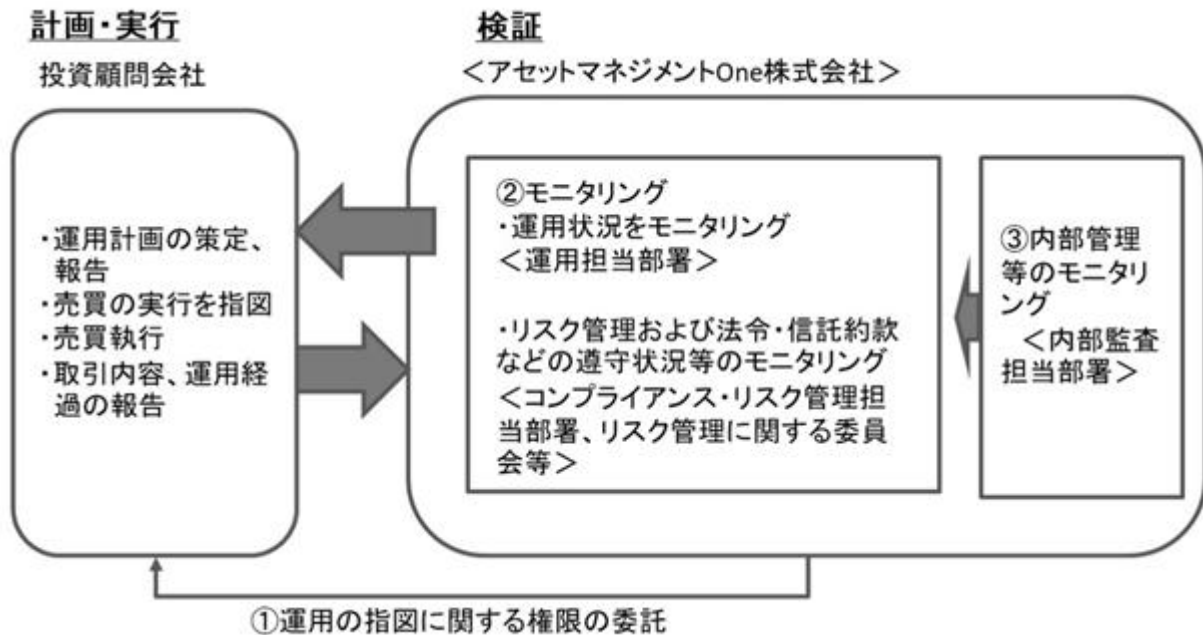 計画・実行
投資顧問会社
・運用計画の策定、
報告
・売買の実行を指図
・売買執行
・取引内容、運用経
過の報告
検証
＜アセットマネジメントOne株式会社＞
②モニタリング
・運用状況をモニタリング
＜運用担当部署＞
・リスク管理および法令・信託約款
などの遵守状況等のモニタリング
＜コンプライアンス・リスク管理担
当部署、リスク管理に関する委員
会等＞
③内部管理
等のモニタリ
ング
＜内部監査
担当部署＞
①運用の指図に関する権限の委託